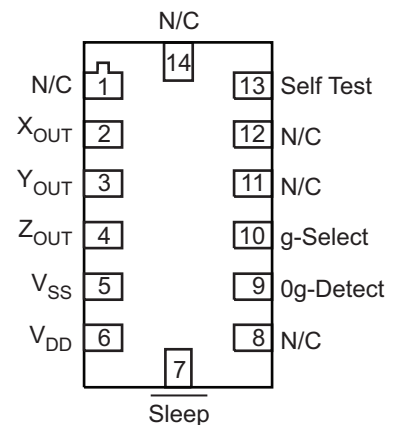 N/C
14
N/C 1 13 Self Test
XOUT 2 12 N/C
YOUT 3 11 N/C
ZOUT 4 10 g-Select
VSS 5 9 0g-Detect
VDD 6 8 N/C
7
Sleep